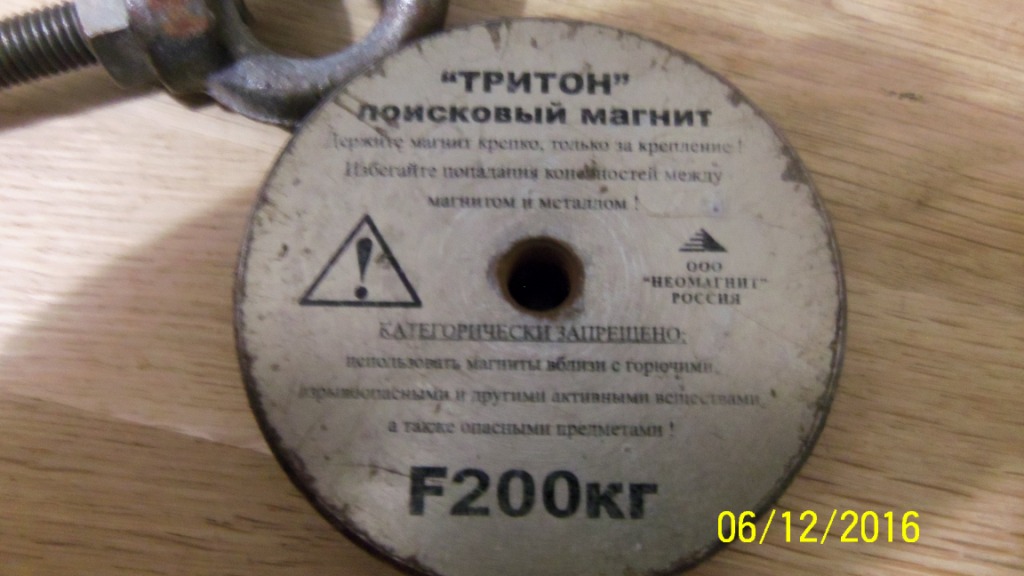 "ТРИТОН"
ПОИСКОВЫЙ МАГНИТ
Держите магнит крепко, только за крепление !
Избегайте попадания конечностей между
магнитом и металлом !
!
ООО
"НЕОМАГНИТ"
РОССИЯ
КАТЕГОРИЧЕСКИ ЗАПРЕЩЕНО:
использовать магниты вблизи с горючими,
взрывоопасными и другими активными веществами,
а также опасными предметами !
F200кг
06/12/2016